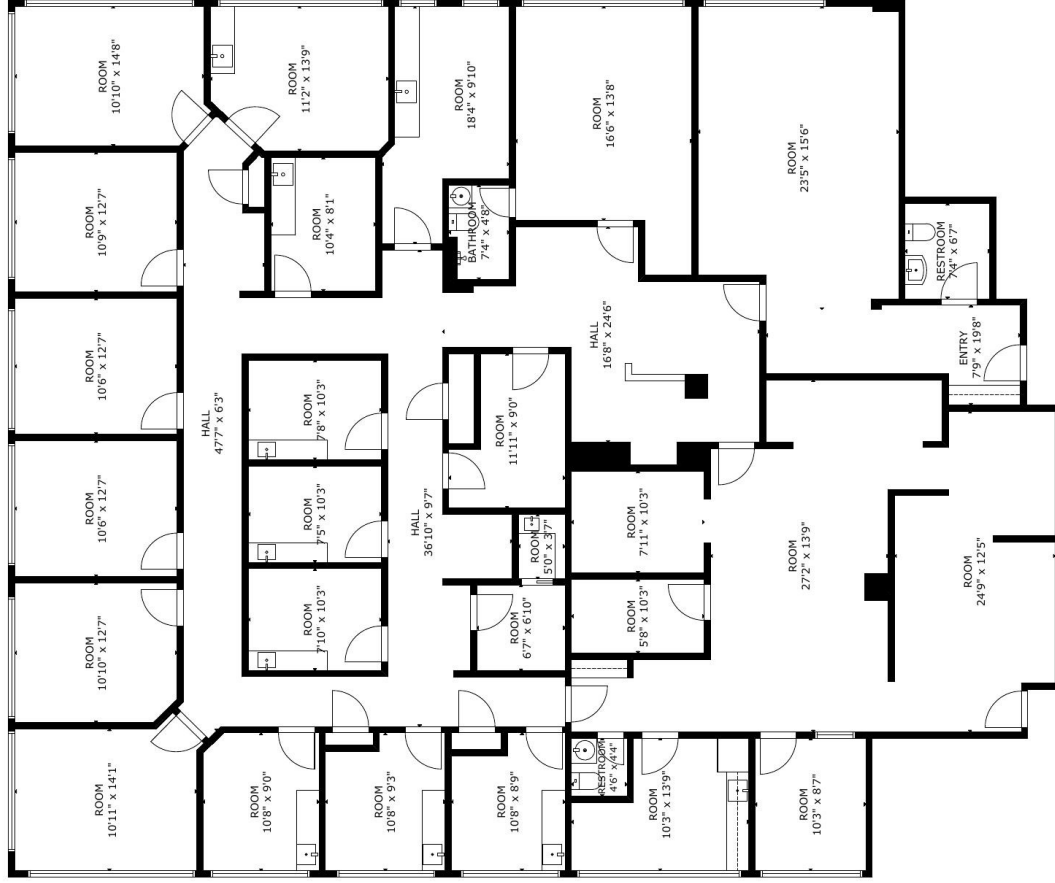 ROOM
10'10" x 14'8"
ROOM
11'2" x 13'9"
ROOM
18'4" x 9'10"
ROOM
16'6" x 13'8"
ROOM
23'5" x 15'6"
ROOM
10'9" x 12'7"
ROOM
10'4" x 8'1"
BATHROOM
7'4" x 4'8"
RESTROOM
7'4" x 6'7"
ROOM
10'6" x 12'7"
HALL
47'7" x 6'3"
ROOM
7'8" x 10'3"
HALL
16'8" x 24'6"
ENTRY
7'9" x 19'8"
ROOM
11'11" x 9'0"
ROOM
10'6" x 12'7"
ROOM
7'5" x 10'3"
HALL
36'10" x 9'7"
ROOM
5'0" x 3'7"
ROOM
7'11" x 10'3"
ROOM
27'2" x 13'9"
ROOM
24'9" x 12'5"
ROOM
10'10" x 12'7"
ROOM
7'10" x 10'3"
ROOM
6'7" x 6'10"
ROOM
5'8" x 10'3"
ROOM
10'11" x 14'1"
ROOM
10'8" x 9'0"
ROOM
10'8" x 9'3"
ROOM
10'8" x 8'9"
RESTROOM
4'6" x 4'4"
ROOM
10'3" x 13'9"
ROOM
10'3" x 8'7"